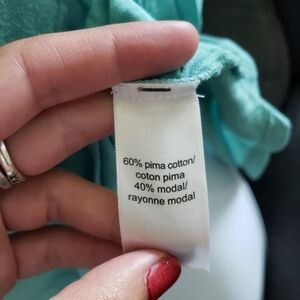 60% pima cotton/
coton pima
40% modal/
rayonne modal